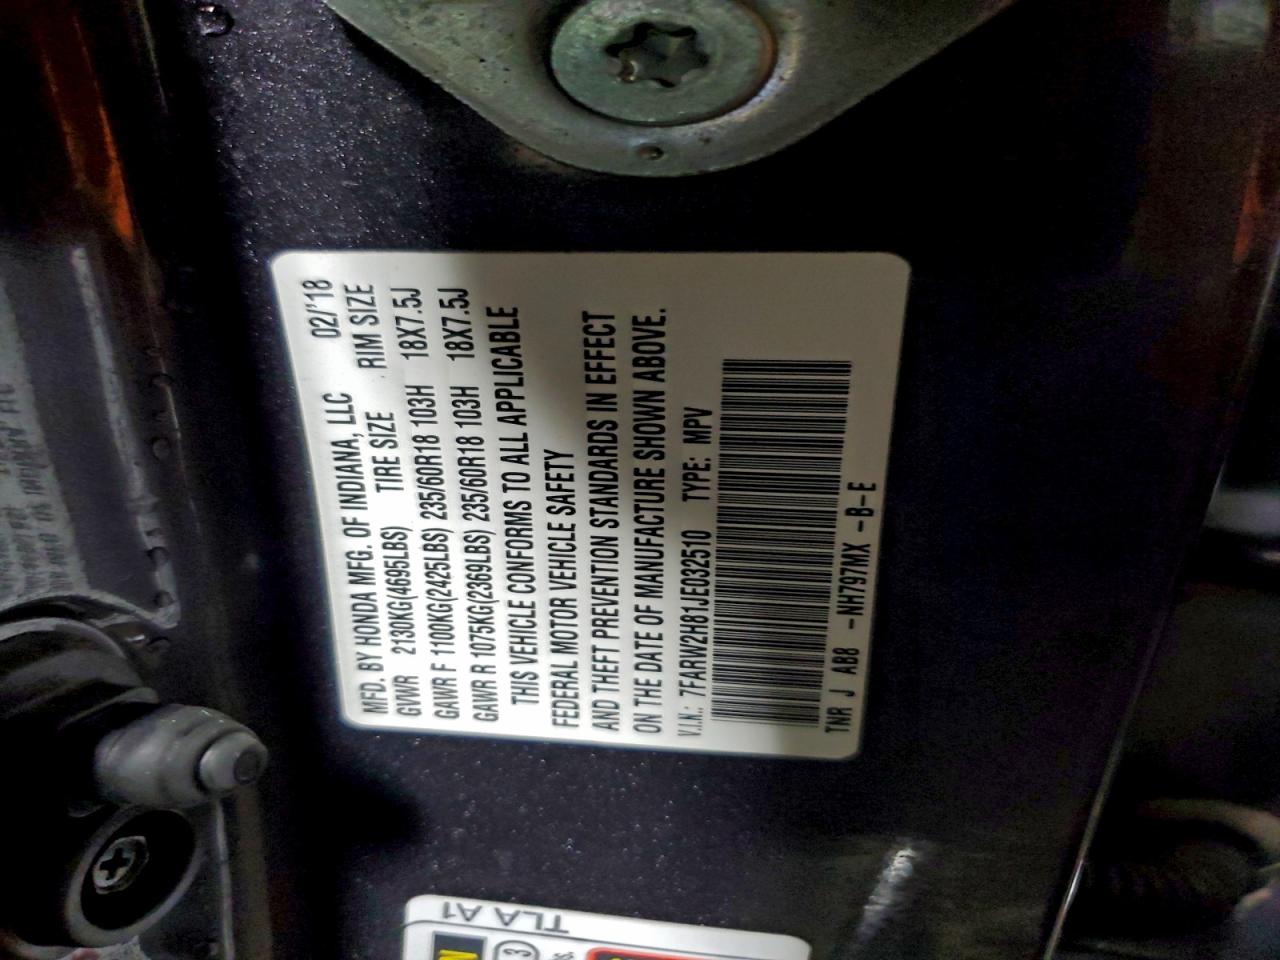 MFD. BY HONDA MFG. OF INDIANA, LLC 02/'18
GVWR 2130KG(4695LBS) TIRE SIZE RIM SIZE
GAWR F 1100KG(2425LBS) 235/60R18 103H 18X7.5J
GAWR R 1075KG(2369LBS) 235/60R18 103H 18X7.5J
THIS VEHICLE CONFORMS TO ALL APPLICABLE
FEDERAL MOTOR VEHICLE SAFETY
AND THEFT PREVENTION STANDARDS IN EFFECT
ON THE DATE OF MANUFACTURE SHOWN ABOVE.
V.I.N.: 7FARW2H81JE032510 TYPE: MPV
TNR J AB8 -NH797MX -B-E
TLA A1
3